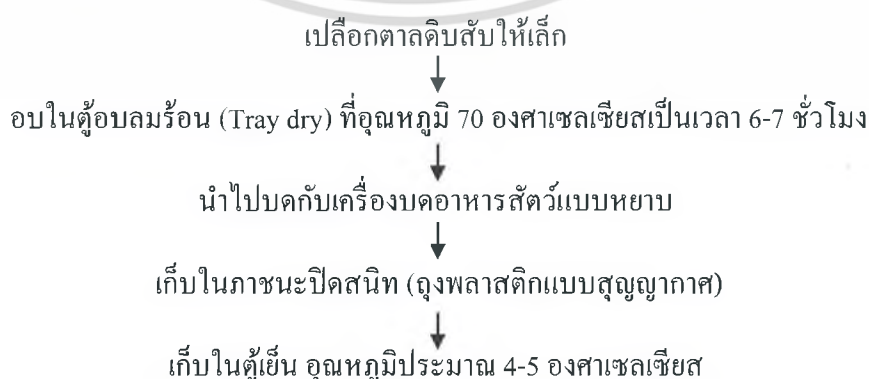 เปลือกตาลดิบสับให้เล็ก
อบในตู้อบลมร้อน (Tray dry) ที่อุณหภูมิ 70 องศาเซลเซียสเป็นเวลา 6-7 ชั่วโมง
นำไปบดกับเครื่องบดอาหารสัตว์แบบหยาบ
เก็บในภาชนะปิดสนิท (ถุงพลาสติกแบบสุญญากาศ)
เก็บในตู้เย็น อุณหภูมิประมาณ 4-5 องศาเซลเซียส